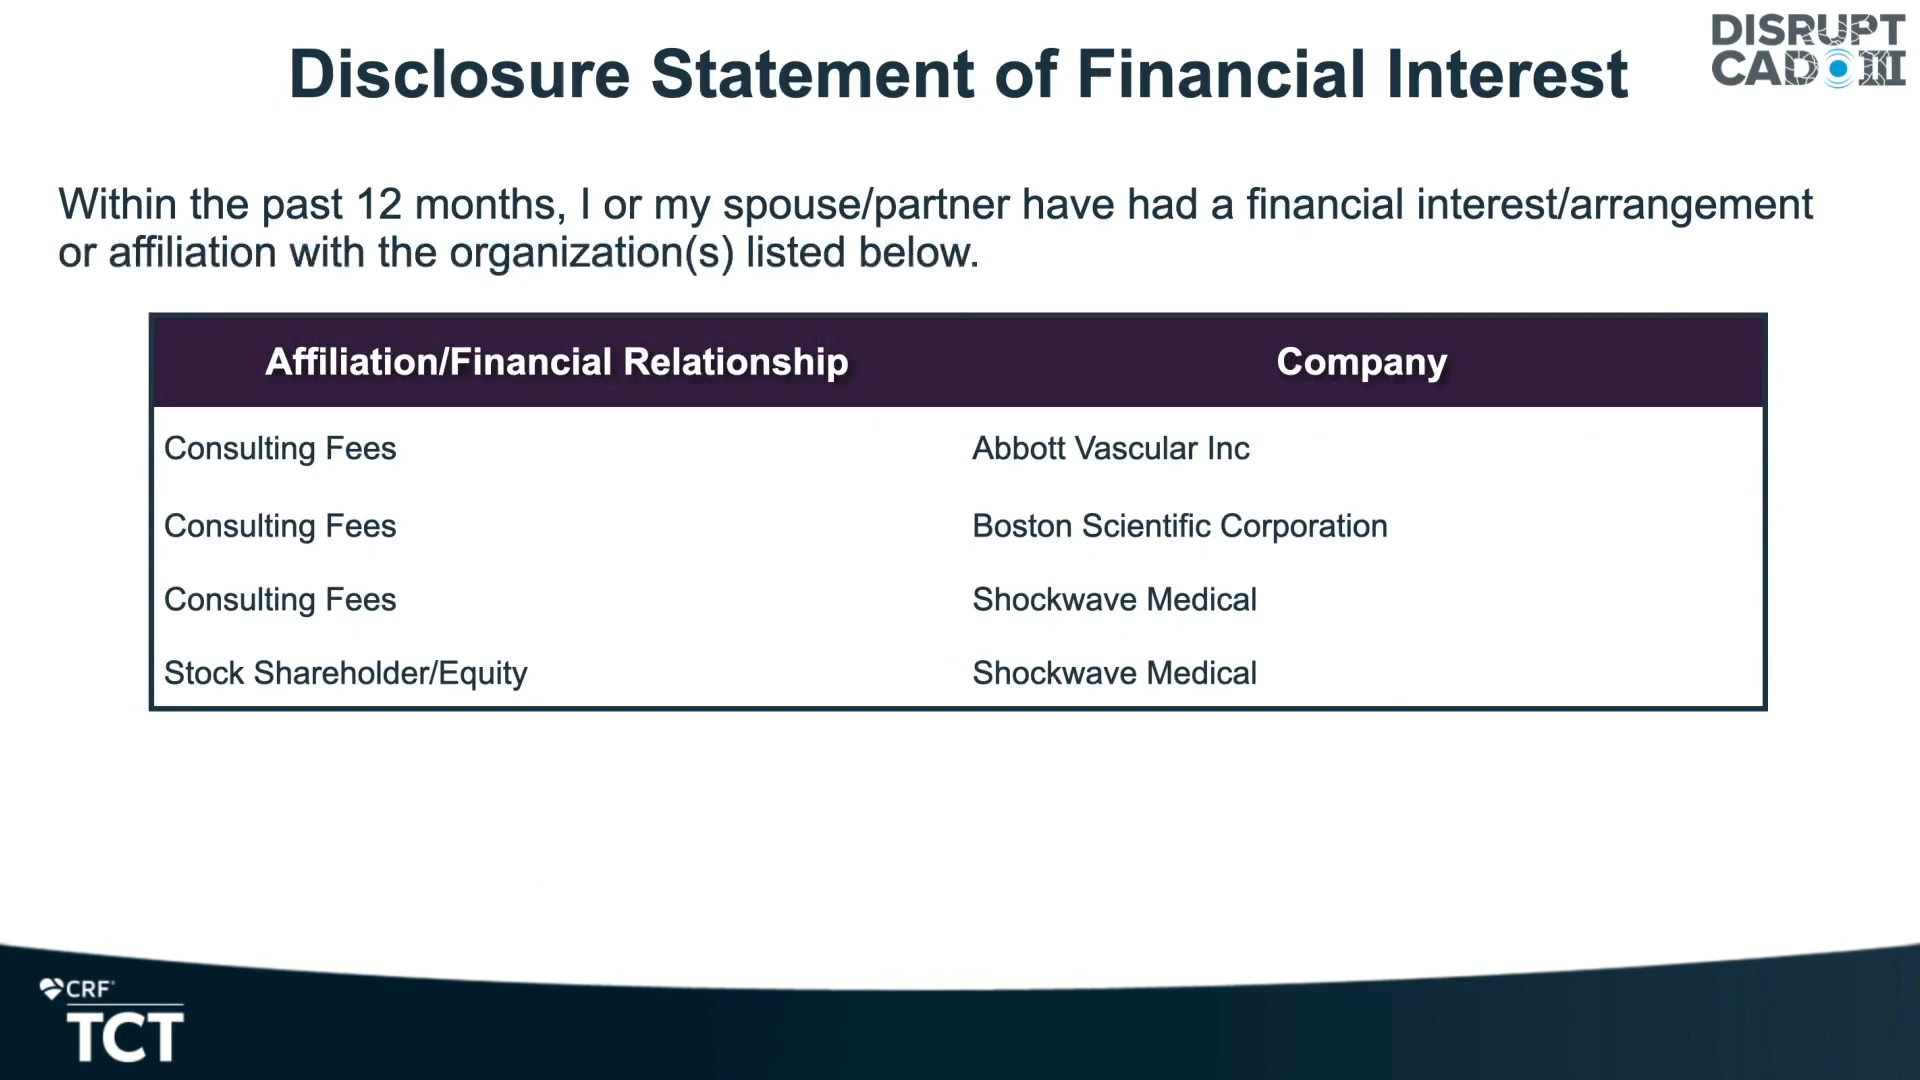 DISRUPT
CAD III
Disclosure Statement of Financial Interest
Within the past 12 months, I or my spouse/partner have had a financial interest/arrangement
or affiliation with the organization(s) listed below.
Affiliation/Financial Relationship Company
Consulting Fees Abbott Vascular Inc
Consulting Fees Boston Scientific Corporation
Consulting Fees Shockwave Medical
Stock Shareholder/Equity Shockwave Medical
CRF®
TCT